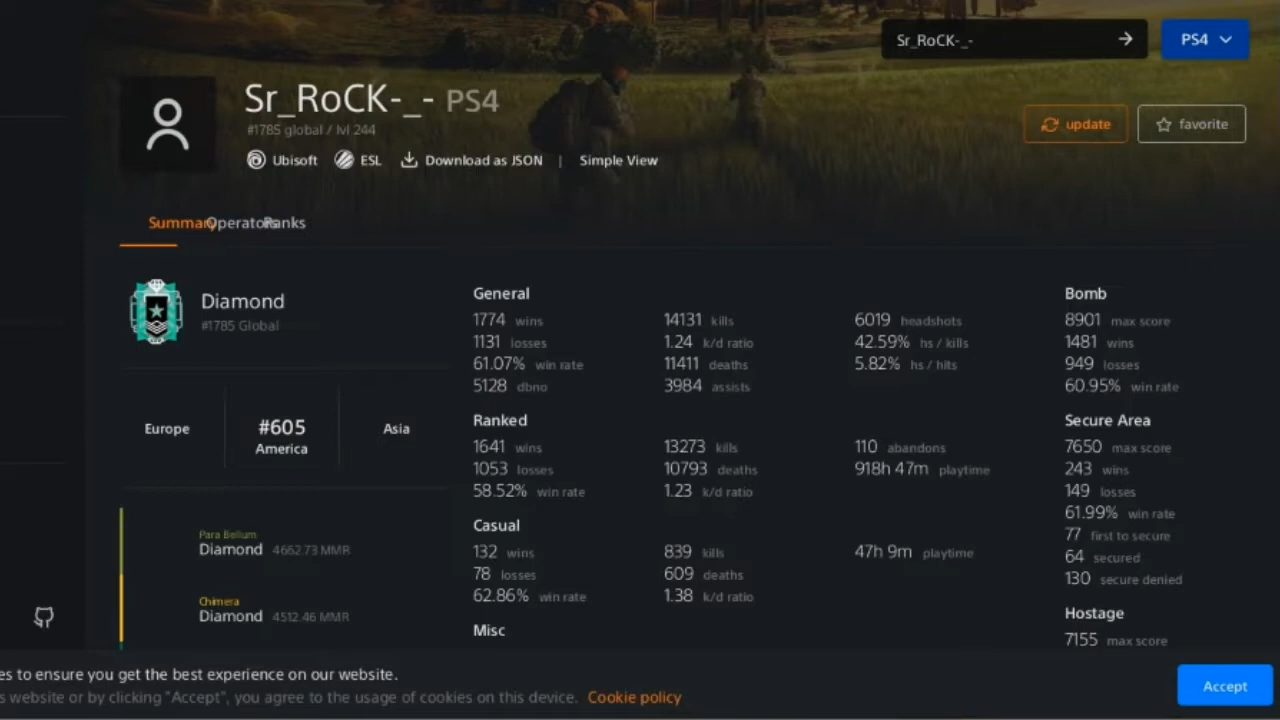 Sr_RoCK-_-
PS4
Sr_RoCK-_- PS4
#1785 global / lvl 244
update
favorite
Ubisoft ESL Download as JSON | Simple View
Summary Operators Ranks
Diamond
#1785 Global
Europe
#605
America
Asia
Para Bellum
Diamond 4662.73 MMR
Chimera
Diamond 4512.46 MMR
General
1774 wins 14131 kills 6019 headshots
1131 losses 1.24 k/d ratio 42.59% hs / kills
61.07% win rate 11411 deaths 5.82% hs / hits
5128 dbno 3984 assists
Ranked
1641 wins 13273 kills 110 abandons
1053 losses 10793 deaths 918h 47m playtime
58.52% win rate 1.23 k/d ratio
Casual
132 wins 839 kills 47h 9m playtime
78 losses 609 deaths
62.86% win rate 1.38 k/d ratio
Misc
Bomb
8901 max score
1481 wins
949 losses
60.95% win rate
Secure Area
7650 max score
243 wins
149 losses
61.99% win rate
77 first to secure
64 secured
130 secure denied
Hostage
7155 max score
es to ensure you get the best experience on our website.
s website or by clicking "Accept", you agree to the usage of cookies on this device. Cookie policy
Accept